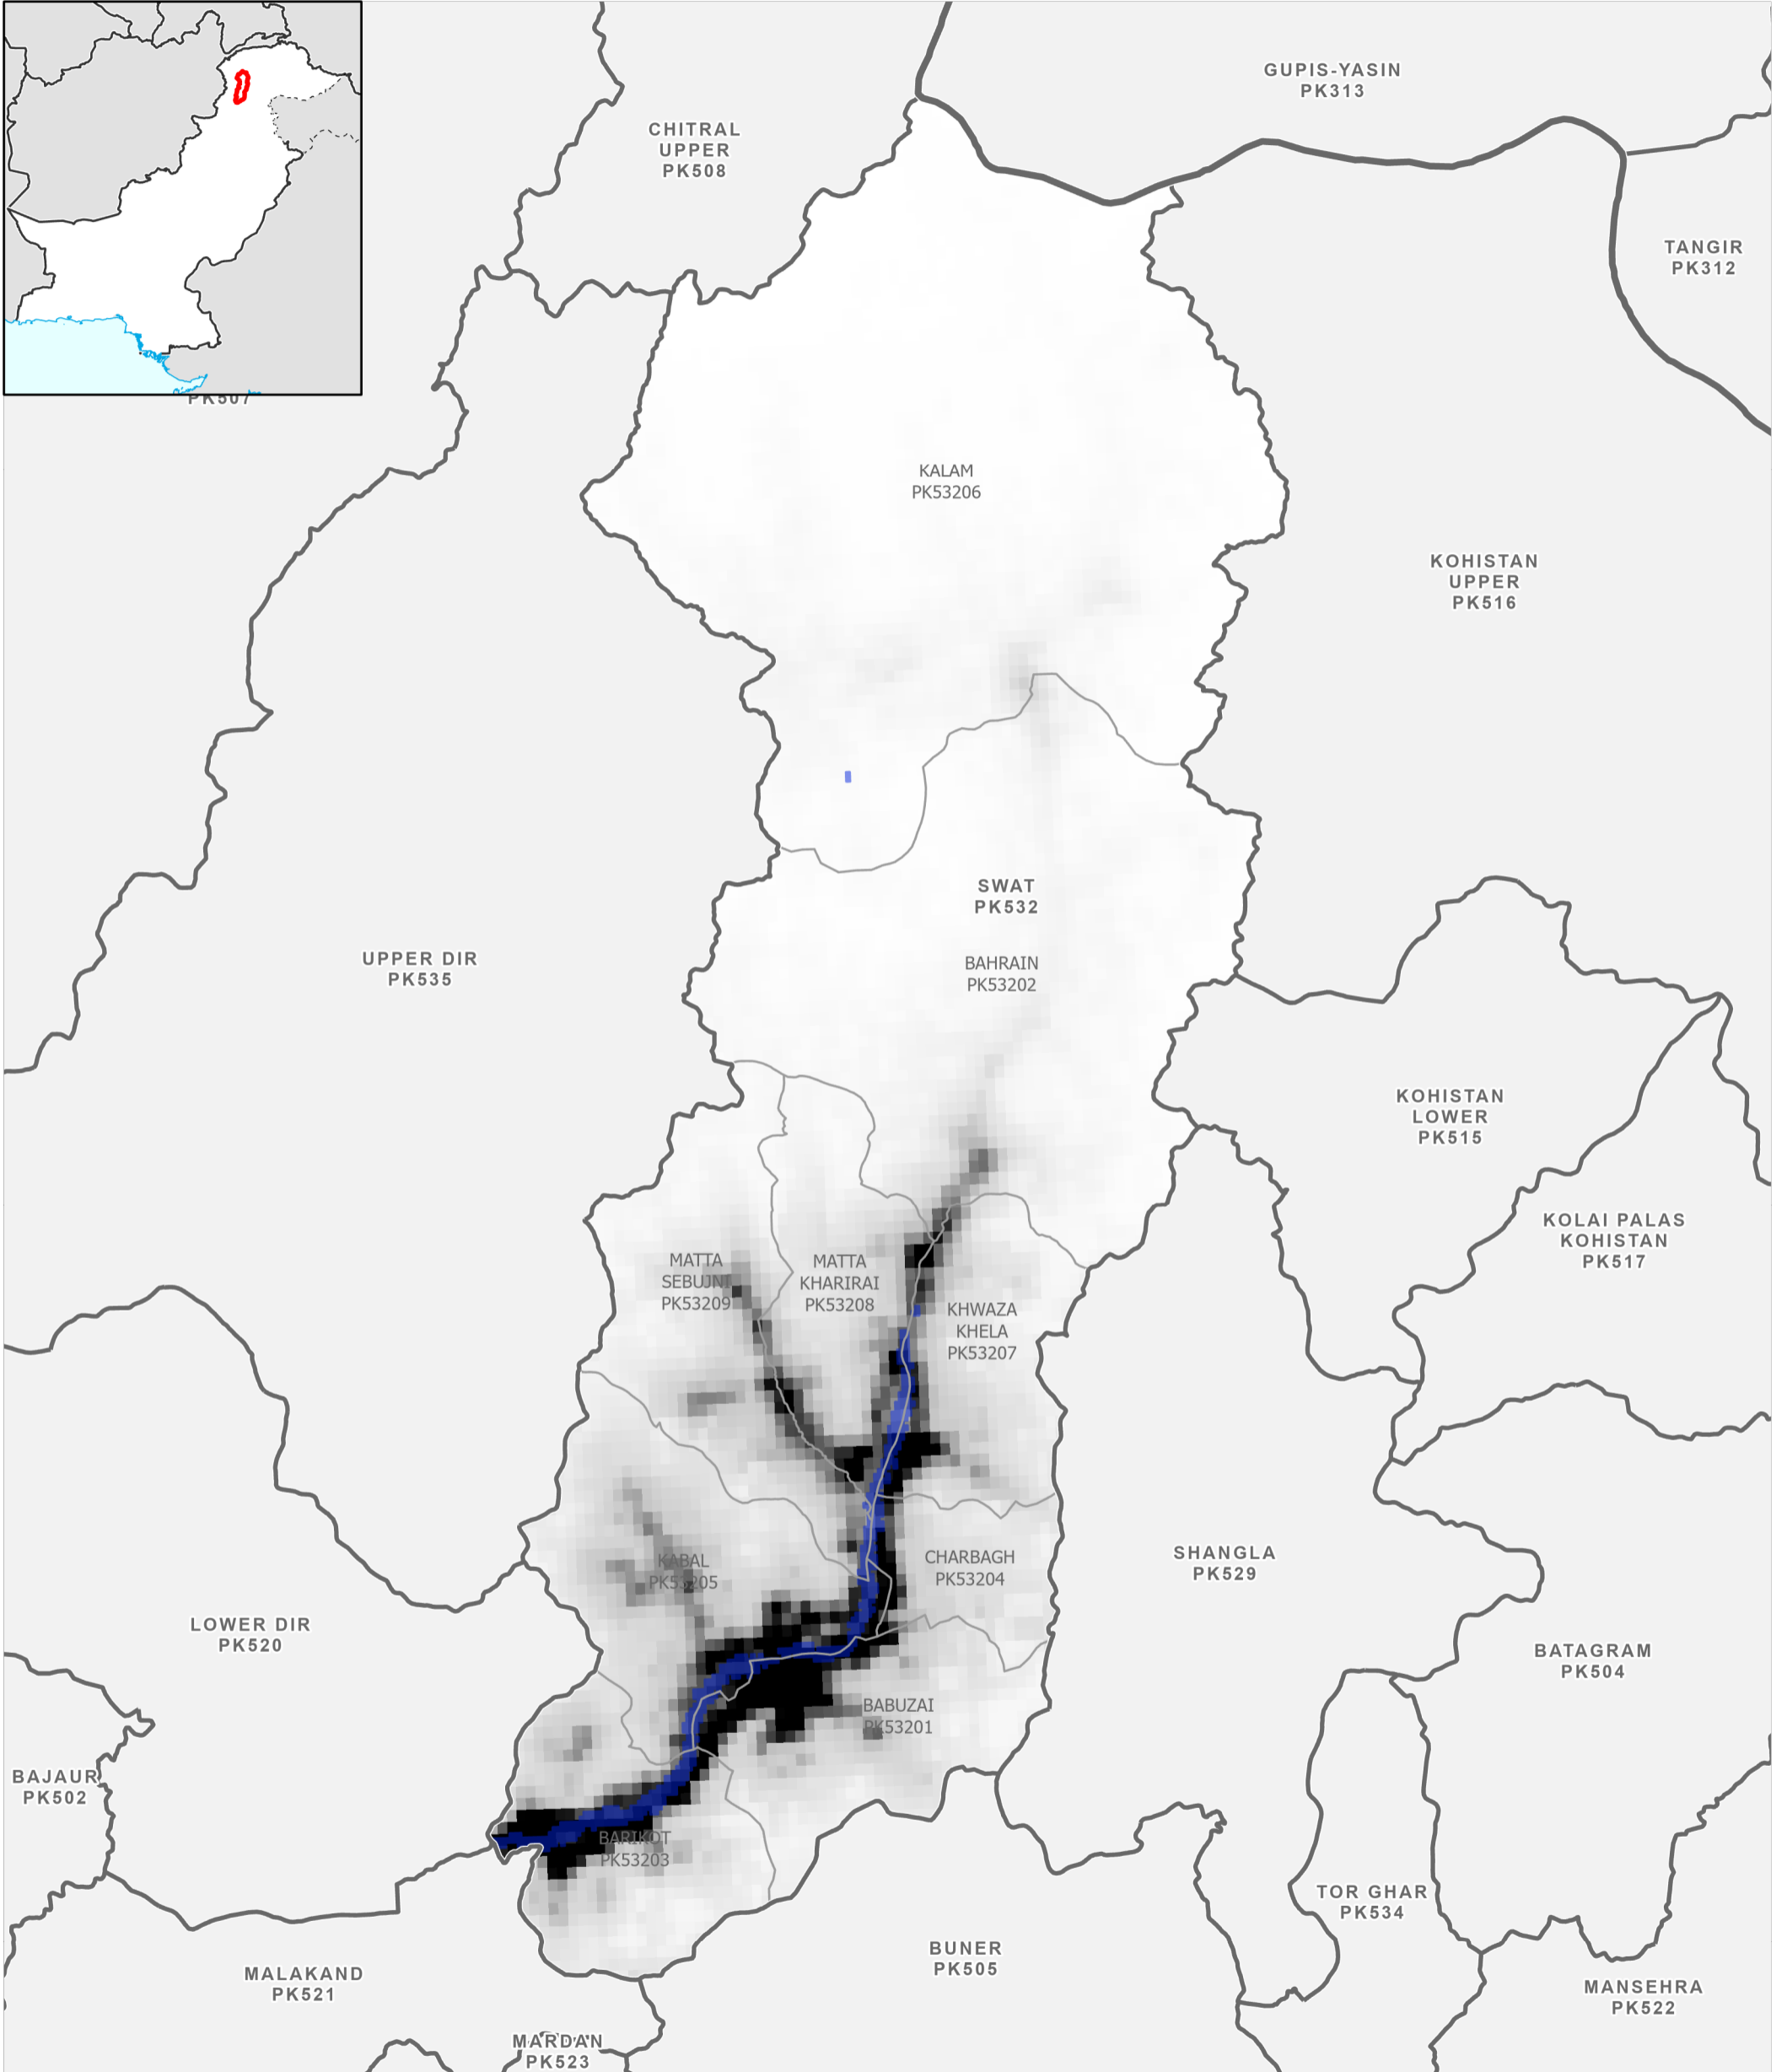 GUPIS-YASIN
PK313
CHITRAL
UPPER
PK508
TANGIR
PK312
PK507
KALAM
PK53206
KOHISTAN
UPPER
PK516
SWAT
PK532
UPPER DIR
PK535
BAHRAIN
PK53202
KOHISTAN
LOWER
PK515
KOLAI PALAS
KOHISTAN
PK517
MATTA
SEBUJNI
PK53209
MATTA
KHARIRAI
PK53208
KHWAZA
KHELA
PK53207
SHANGLA
PK529
KABAL
PK53205
CHARBAGH
PK53204
LOWER DIR
PK520
BATAGRAM
PK504
BABUZAI
PK53201
BAJAUR
PK502
BARIKOT
PK53203
TOR GHAR
PK534
BUNER
PK505
MALAKAND
PK521
MANSEHRA
PK522
MARDAN
PK523